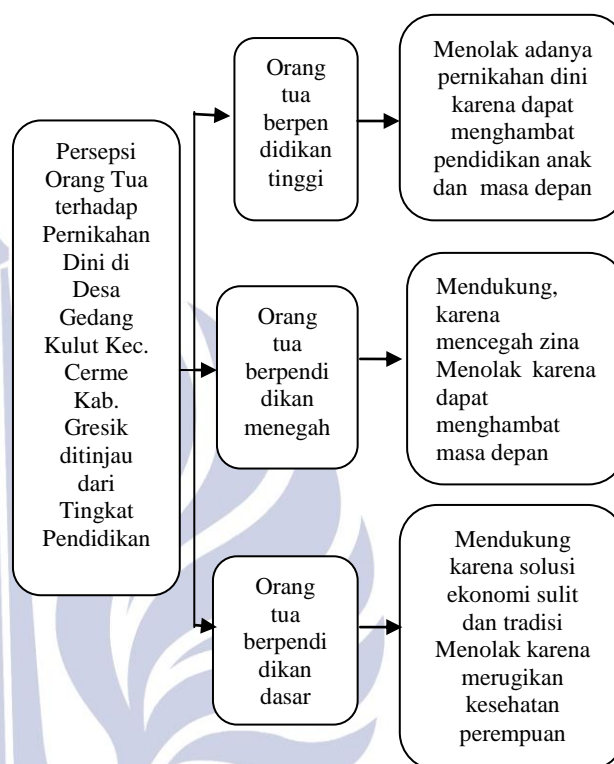 Persepsi
Orang Tua
terhadap
Pernikahan
Dini di
Desa
Gedang
Kulut Kec.
Cerme
Kab.
Gresik
ditinjau
dari
Tingkat
Pendidikan
Orang
tua
berpen
didikan
tinggi
Menolak adanya
pernikahan dini
karena dapat
menghambat
pendidikan anak
dan masa depan
Orang
tua
berpendi
dikan
menegah
Mendukung,
karena
mencegah zina
Menolak karena
dapat
menghambat
masa depan
Orang
tua
berpendi
dikan
dasar
Mendukung
karena solusi
ekonomi sulit
dan tradisi
Menolak karena
merugikan
kesehatan
perempuan